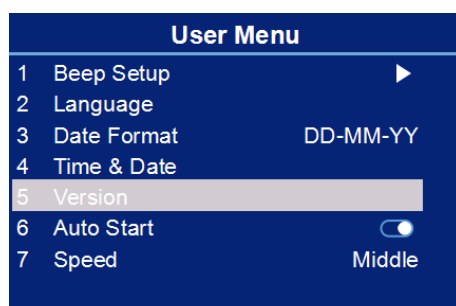 User Menu
1 Beep Setup
2 Language
3 Date Format DD-MM-YY
4 Time & Date
5 Version
6 Auto Start
7 Speed Middle